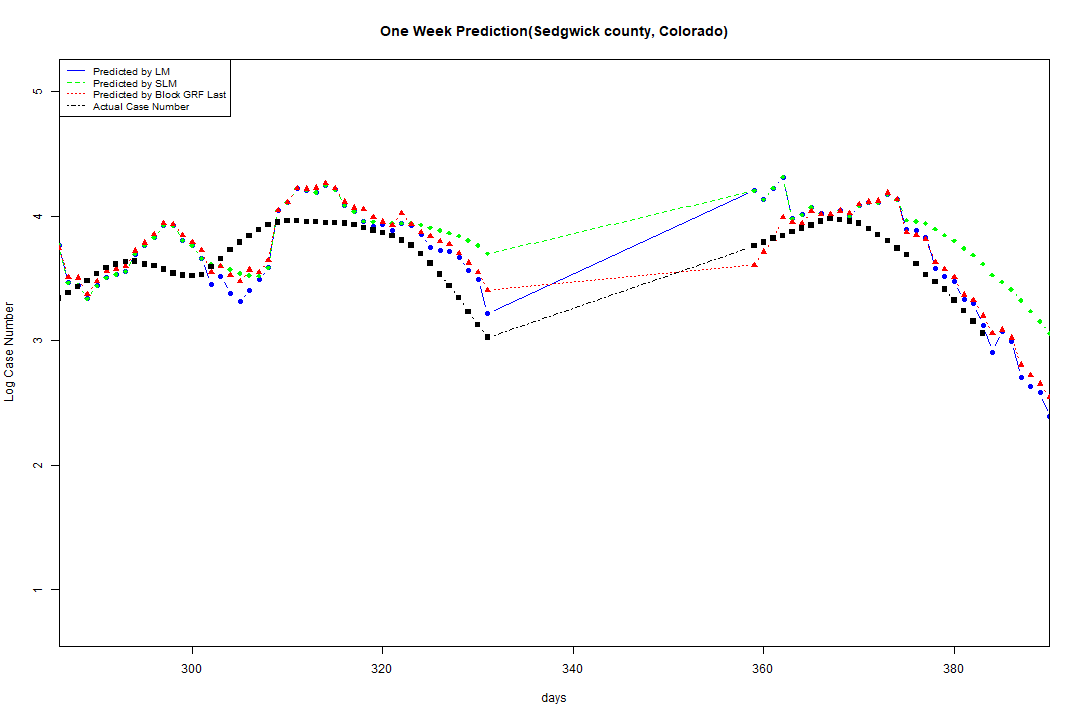 One Week Prediction(Sedgwick county, Colorado)
Predicted by LM
Predicted by SLM
Predicted by Block GRF Last
Actual Case Number
5
4
3
2
1
Log Case Number
300 320 340 360 380
days